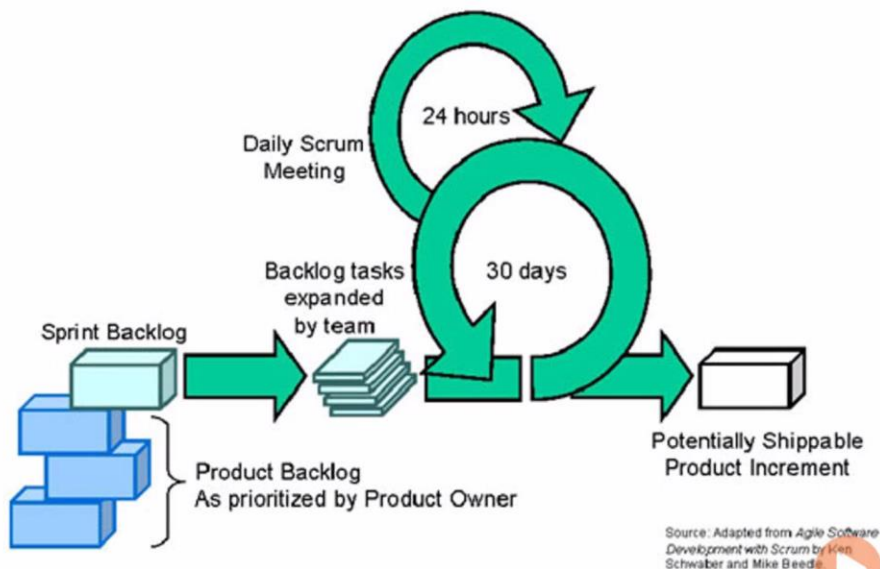 24 hours
Daily Scrum
Meeting
Backlog tasks
expanded
by team
30 days
Sprint Backlog
Product Backlog
As prioritized by Product Owner
Potentially Shippable
Product Increment
Source: Adapted from Agile Software
Development with Scrum by Ken
Schwaber and Mike Beedle.